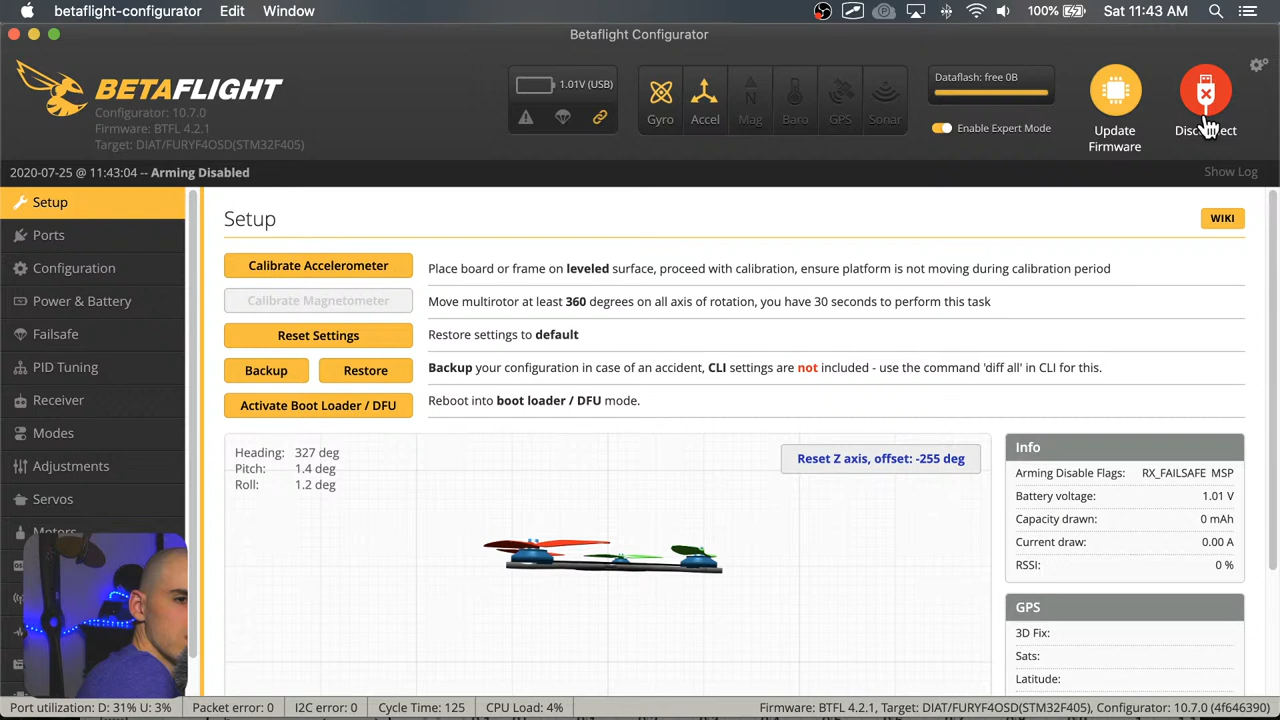 betaflight-configurator Edit Window 100% Sat 11:43 AM
Betaflight Configurator
BETAFLIGHT
Configurator: 10.7.0
Firmware: BTFL 4.2.1
Target: DIAT/FURYF4OSD(STM32F405)
1.01V (USB)
Gyro Accel Mag Baro GPS Sonar
Dataflash: free 0B
Enable Expert Mode
Update
Firmware
2020-07-25 @ 11:43:04 -- Arming Disabled
Show Log
Setup
Ports
Configuration
Power & Battery
Failsafe
PID Tuning
Receiver
Modes
Adjustments
Servos
Setup
WIKI
Calibrate Accelerometer
Place board or frame on leveled surface, proceed with calibration, ensure platform is not moving during calibration period
Calibrate Magnetometer
Move multirotor at least 360 degrees on all axis of rotation, you have 30 seconds to perform this task
Reset Settings
Restore settings to default
Backup Restore
Backup your configuration in case of an accident, CLI settings are not included - use the command 'diff all' in CLI for this.
Activate Boot Loader / DFU
Reboot into boot loader / DFU mode.
Heading: 327 deg
Pitch: 1.4 deg
Roll: 1.2 deg
Reset Z axis, offset: -255 deg
Info
Arming Disable Flags: RX_FAILSAFE MSP
Battery voltage: 1.01 V
Capacity drawn: 0 mAh
Current draw: 0.00 A
RSSI: 0 %
GPS
3D Fix:
Sats:
Latitude:
Port utilization: D: 31% U: 3% Packet error: 0 I2C error: 0 Cycle Time: 125 CPU Load: 4% Firmware: BTFL 4.2.1, Target: DIAT/FURYF4OSD(STM32F405), Configurator: 10.7.0 (4f646390)